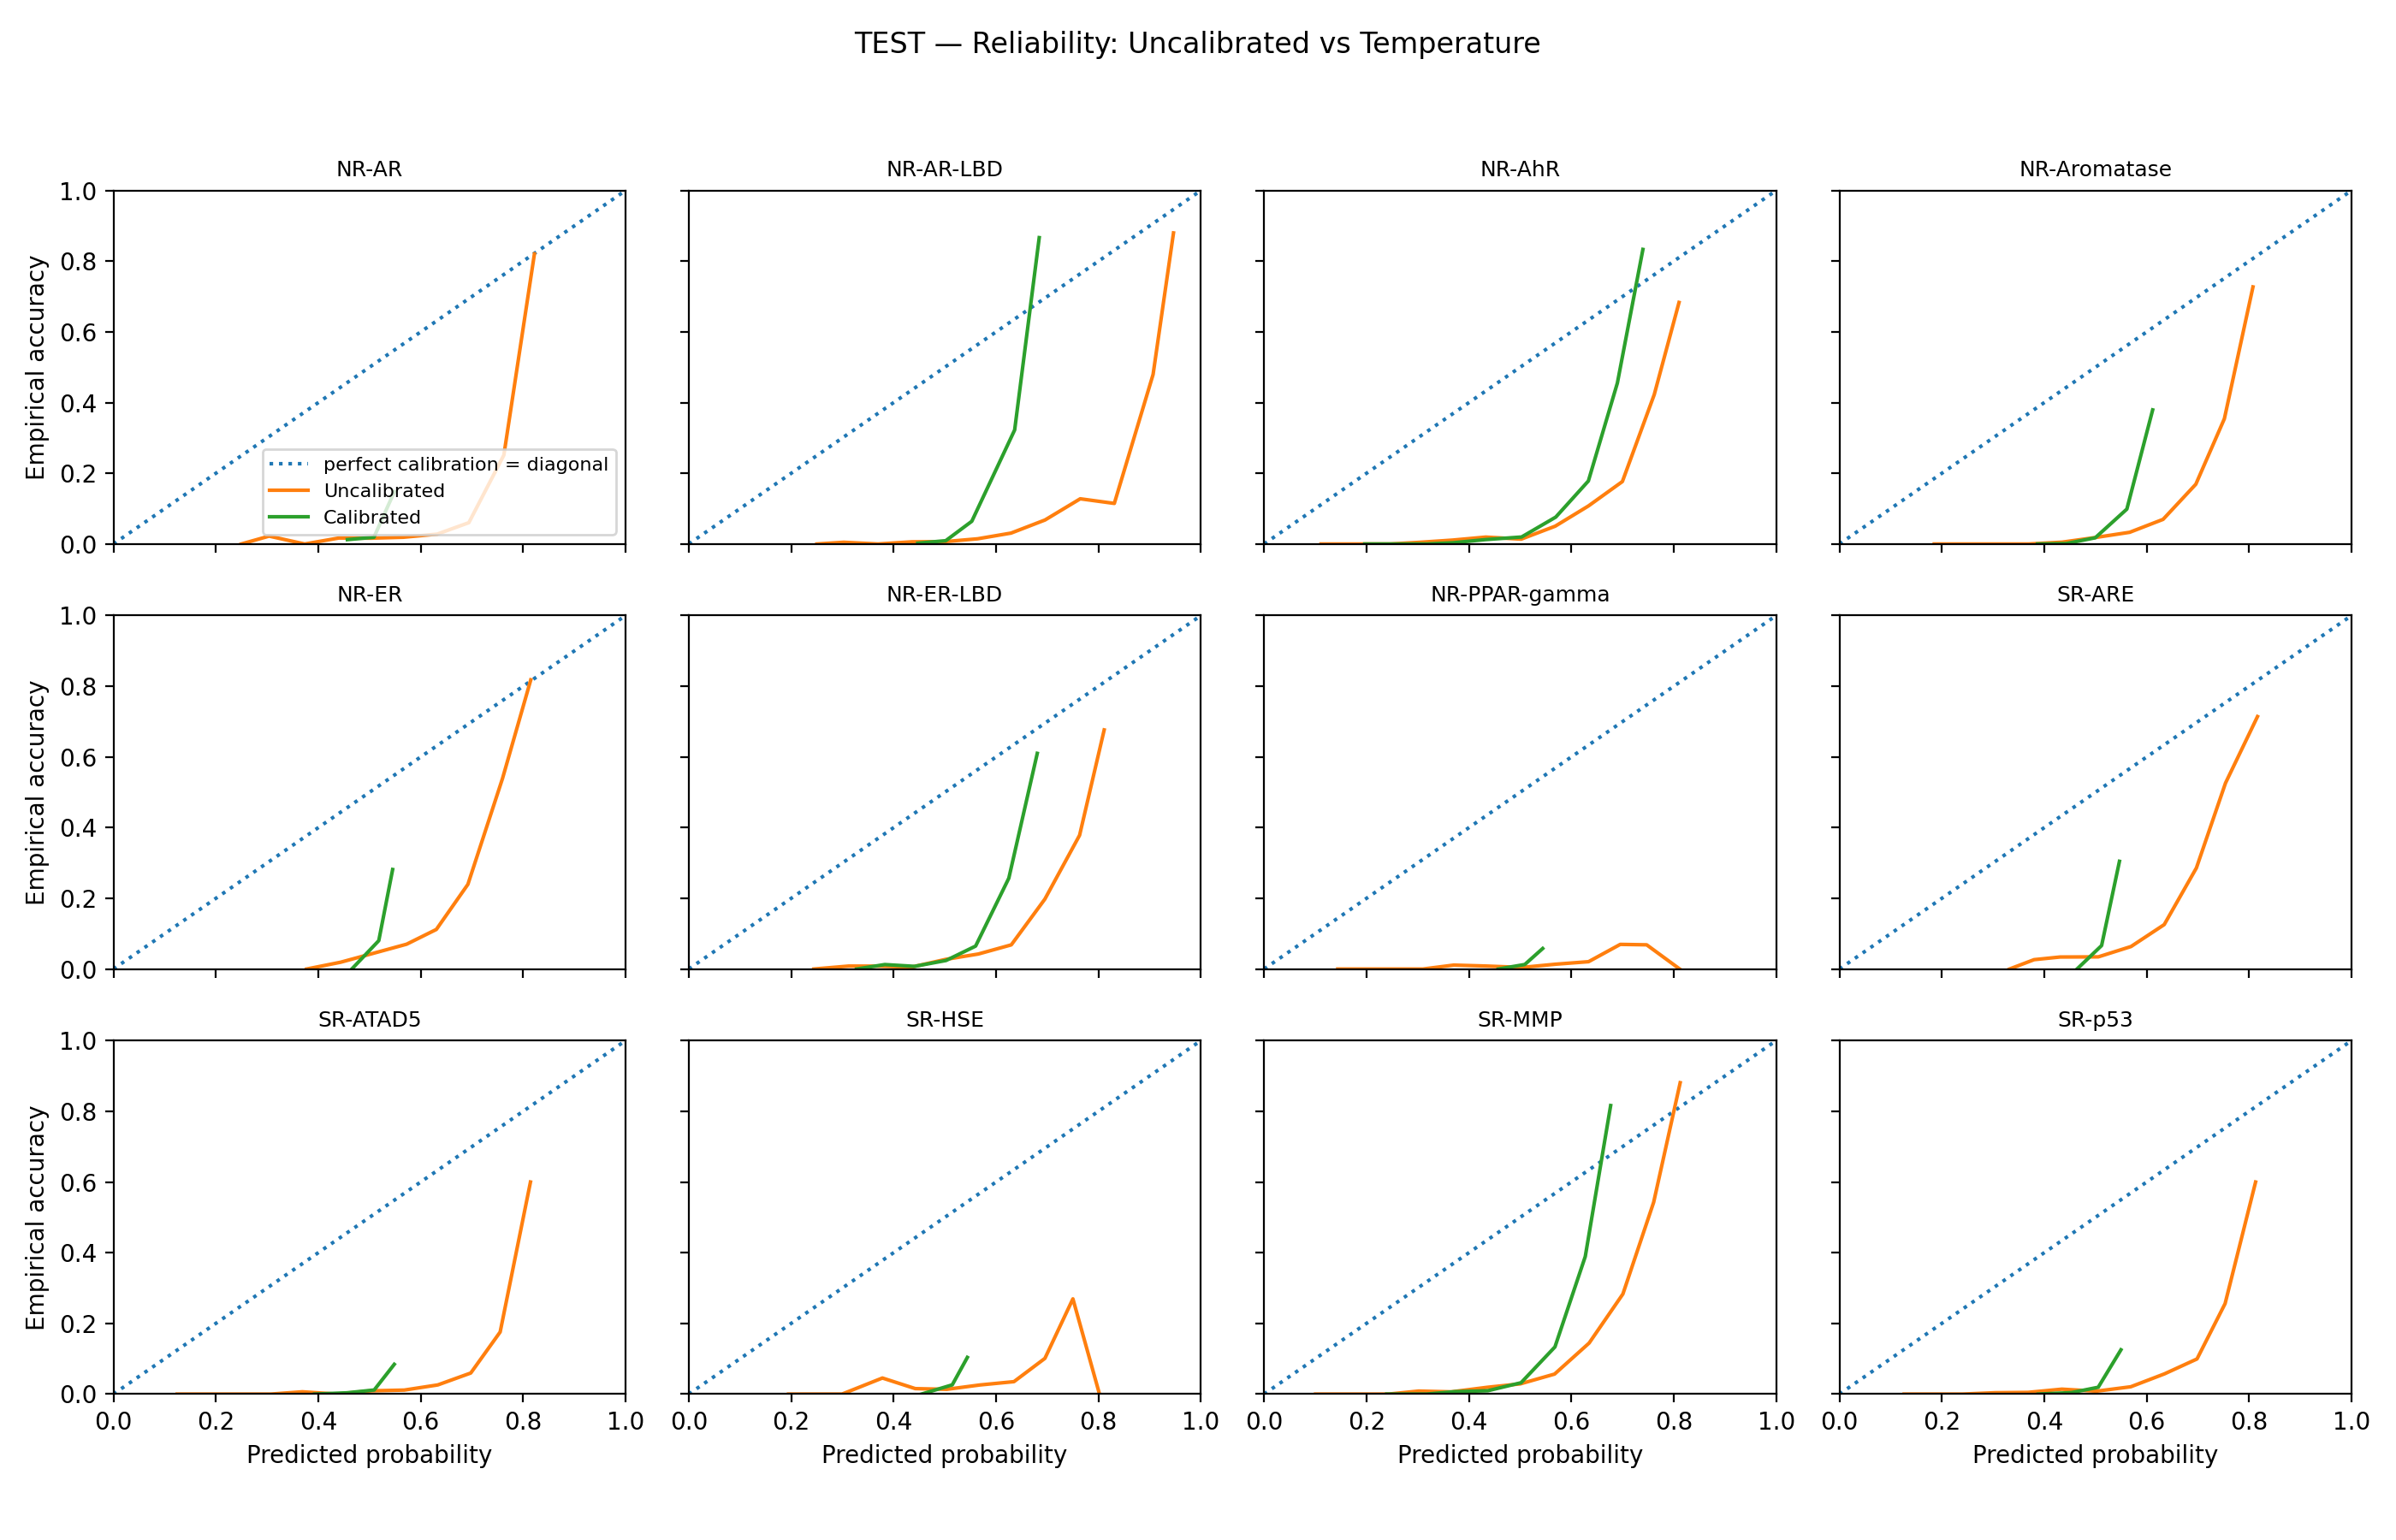 TEST — Reliability: Uncalibrated vs Temperature
NR-AR
NR-AR-LBD
NR-AhR
NR-Aromatase
Empirical accuracy
1.0
0.8
0.6
0.4
0.2
0.0
perfect calibration = diagonal
Uncalibrated
Calibrated
NR-ER
NR-ER-LBD
NR-PPAR-gamma
SR-ARE
Empirical accuracy
1.0
0.8
0.6
0.4
0.2
0.0
SR-ATAD5
SR-HSE
SR-MMP
SR-p53
Empirical accuracy
1.0
0.8
0.6
0.4
0.2
0.0
0.0 0.2 0.4 0.6 0.8 1.0
0.0 0.2 0.4 0.6 0.8 1.0
0.0 0.2 0.4 0.6 0.8 1.0
0.0 0.2 0.4 0.6 0.8 1.0
Predicted probability
Predicted probability
Predicted probability
Predicted probability